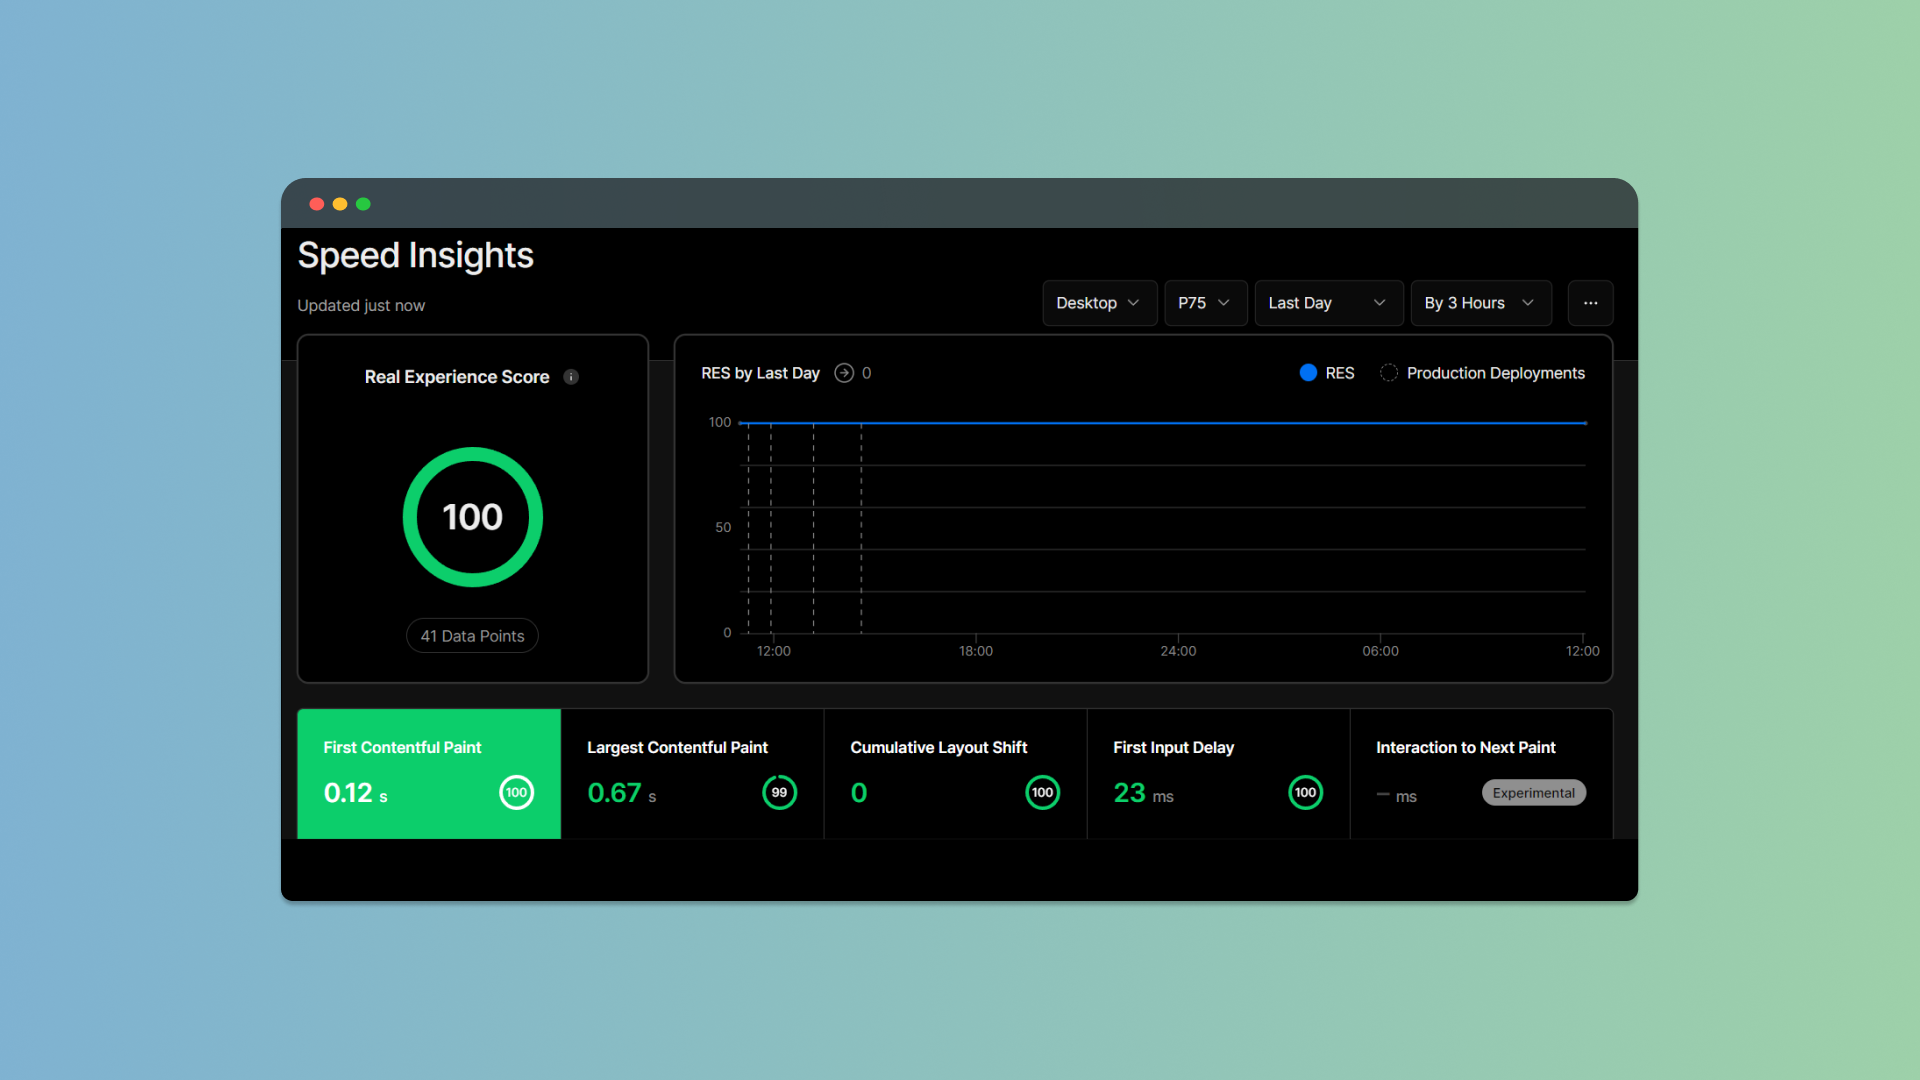 Speed Insights
Updated just now
Desktop
P75
Last Day
By 3 Hours
...
Real Experience Score
100
41 Data Points
RES by Last Day 0
RES
Production Deployments
100
50
0
12:00 18:00 24:00 06:00 12:00
First Contentful Paint
0.12 s
100
Largest Contentful Paint
0.67 s
99
Cumulative Layout Shift
0
100
First Input Delay
23 ms
100
Interaction to Next Paint
— ms
Experimental